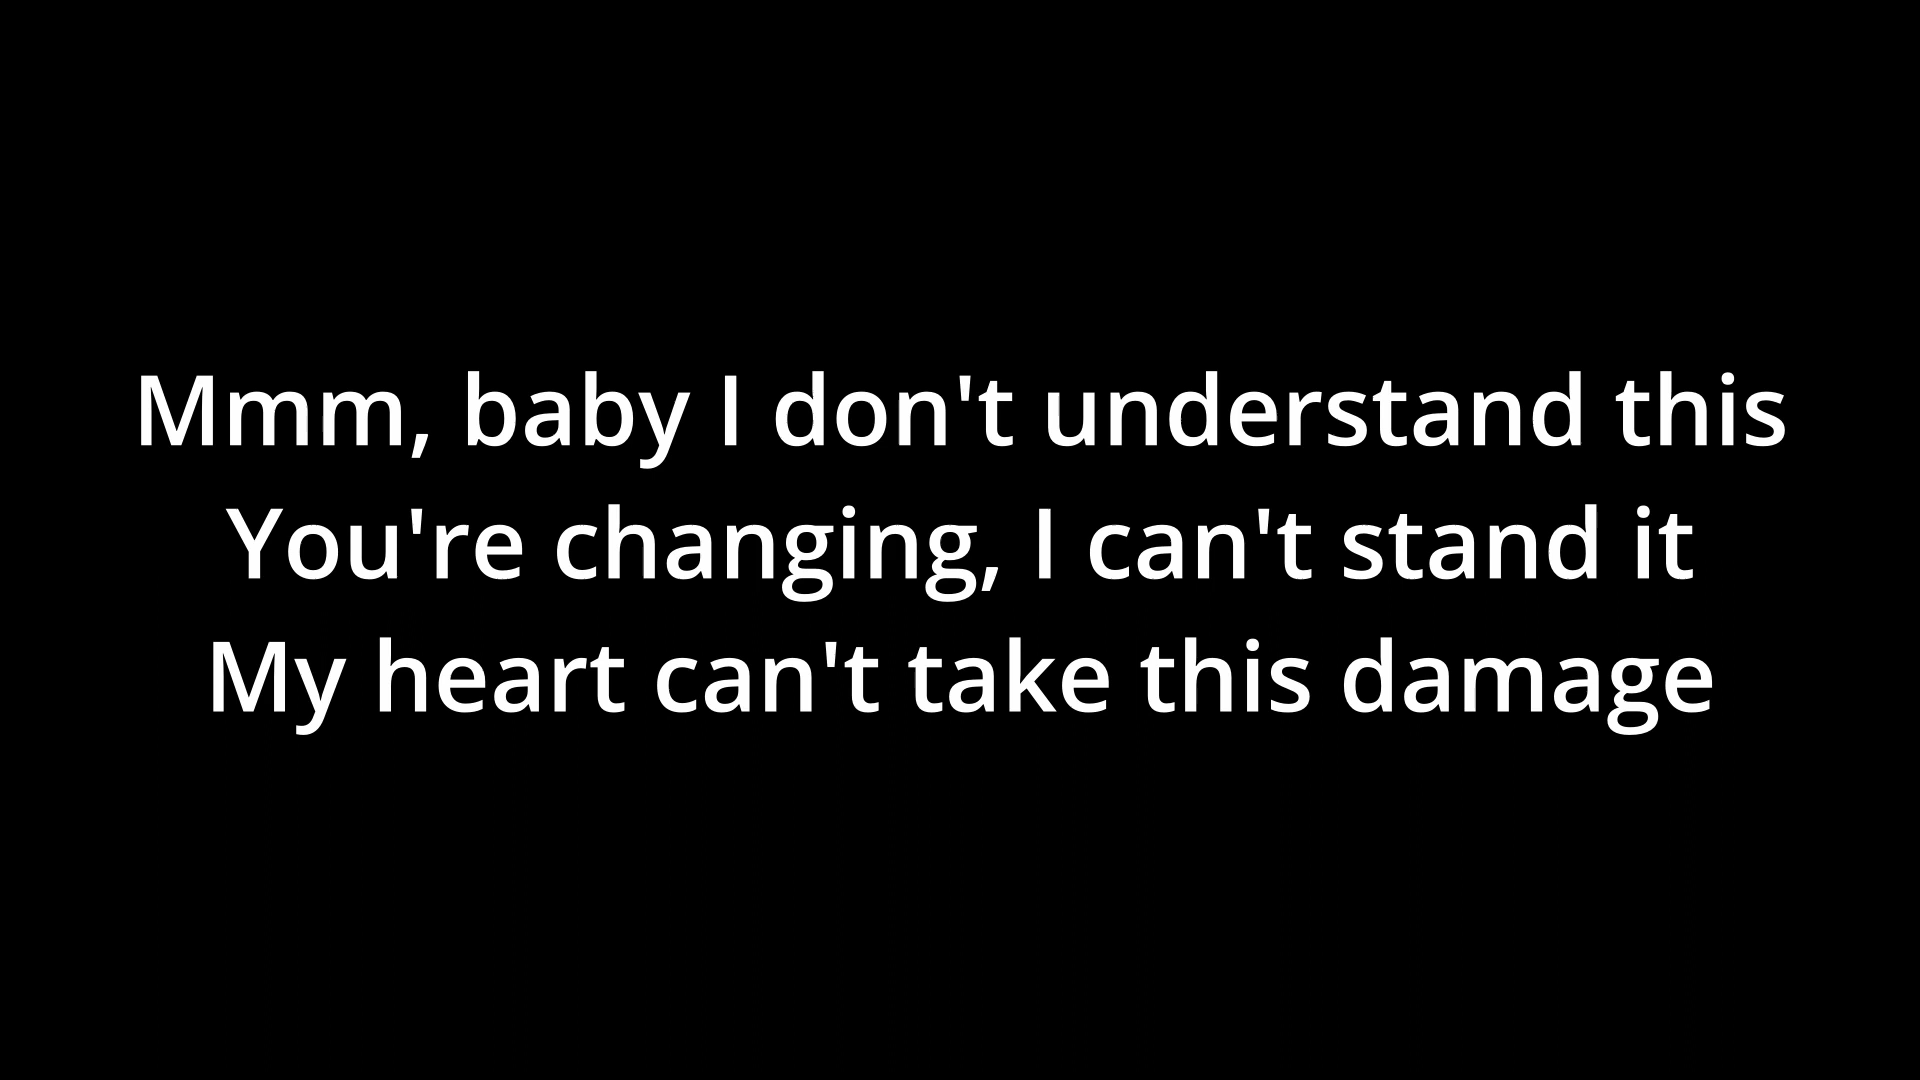 Mmm, baby I don't understand this
You're changing, I can't stand it
My heart can't take this damage